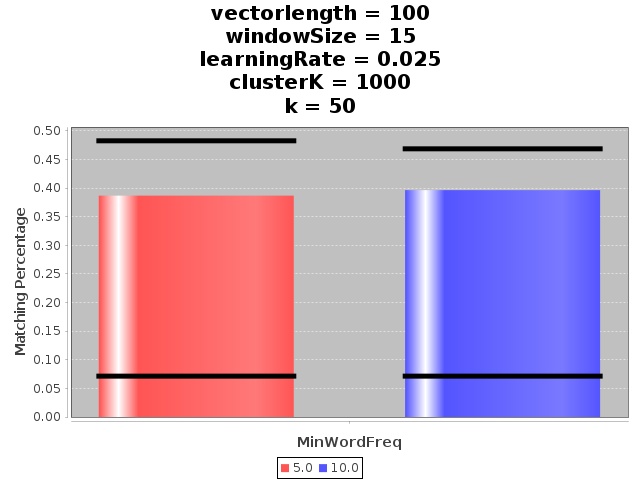 vectorlength = 100
windowSize = 15
learningRate = 0.025
clusterK = 1000
k = 50
0.50
0.45
0.40
0.35
0.30
0.25
0.20
0.15
0.10
0.05
0.00
Matching Percentage
MinWordFreq
5.0 10.0